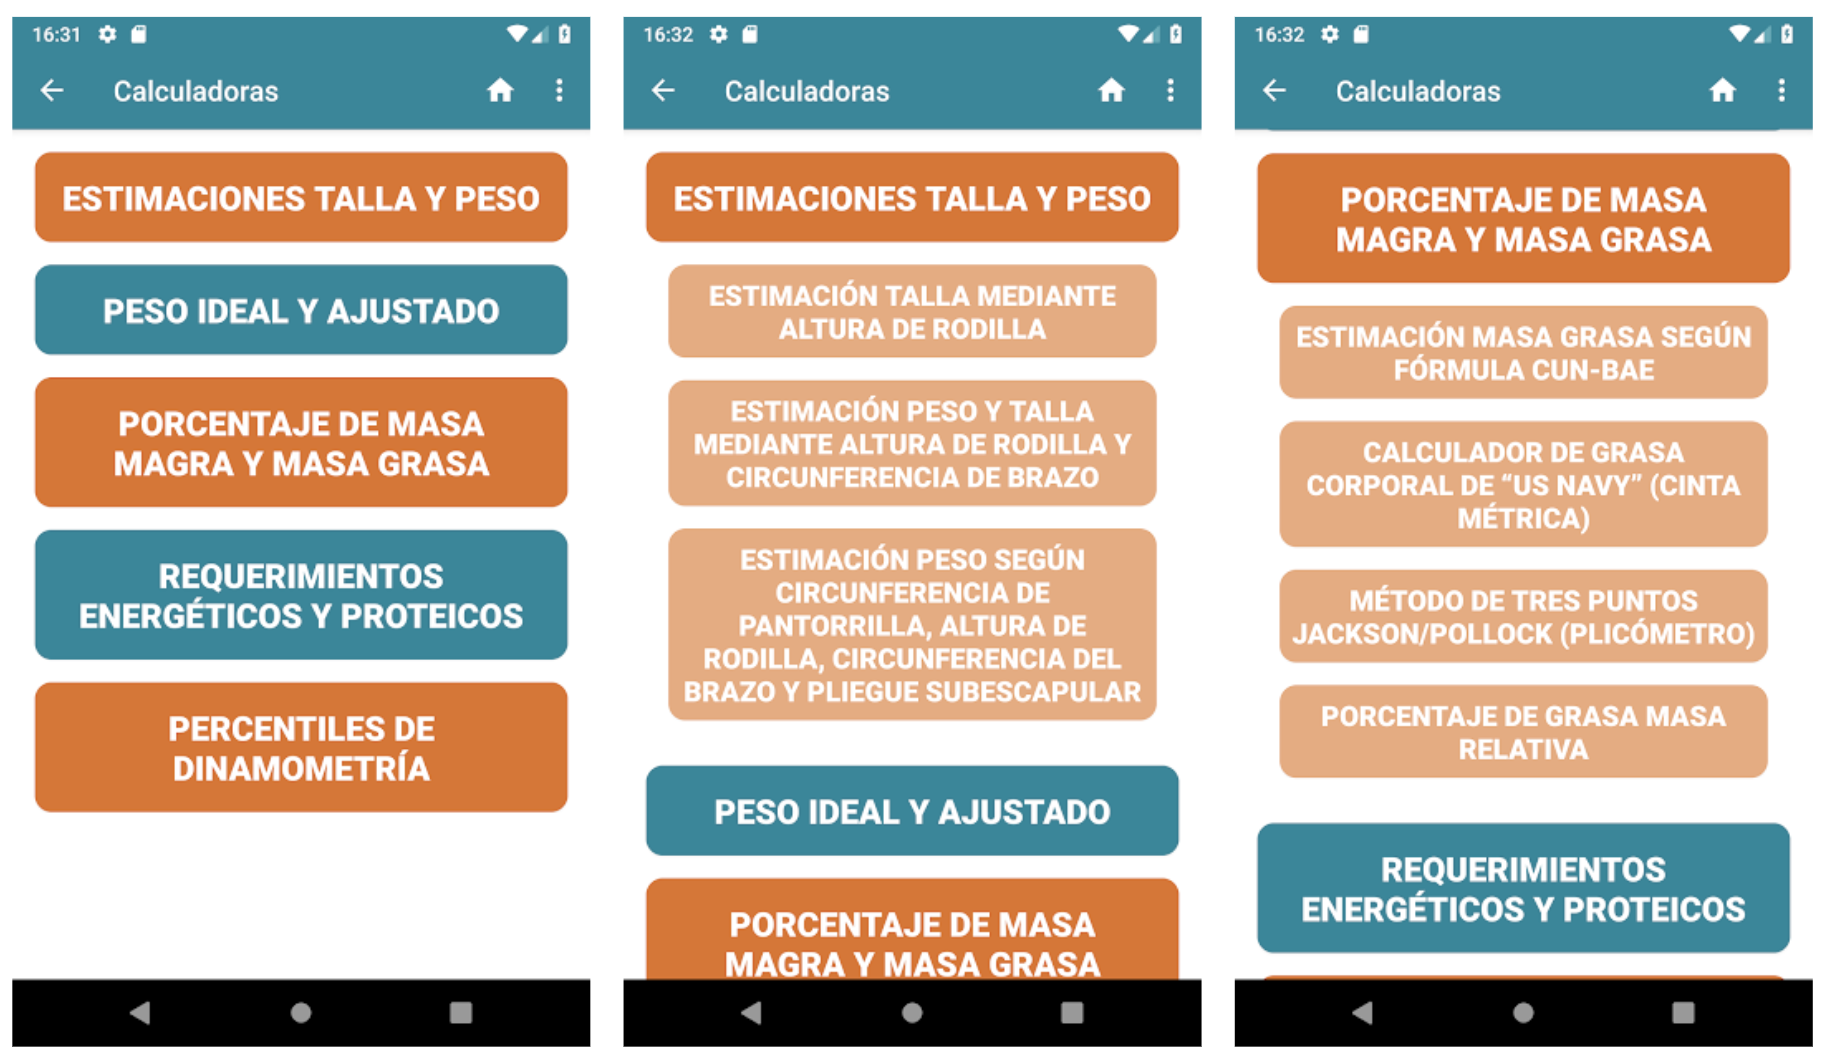 16:31
Calculadoras
ESTIMACIONES TALLA Y PESO
PESO IDEAL Y AJUSTADO
PORCENTAJE DE MASA
MAGRA Y MASA GRASA
REQUERIMIENTOS
ENERGÉTICOS Y PROTEICOS
PERCENTILES DE
DINAMOMETRÍA
16:32
Calculadoras
ESTIMACIONES TALLA Y PESO
ESTIMACIÓN TALLA MEDIANTE
ALTURA DE RODILLA
ESTIMACIÓN PESO Y TALLA
MEDIANTE ALTURA DE RODILLA Y
CIRCUNFERENCIA DE BRAZO
ESTIMACIÓN PESO SEGÚN
CIRCUNFERENCIA DE
PANTORRILLA, ALTURA DE
RODILLA, CIRCUNFERENCIA DEL
BRAZO Y PLIEGUE SUBESCAPULAR
PESO IDEAL Y AJUSTADO
PORCENTAJE DE MASA
MAGRA Y MASA GRASA
16:32
Calculadoras
PORCENTAJE DE MASA
MAGRA Y MASA GRASA
ESTIMACIÓN MASA GRASA SEGÚN
FÓRMULA CUN-BAE
CALCULADOR DE GRASA
CORPORAL DE “US NAVY” (CINTA
MÉTRICA)
MÉTODO DE TRES PUNTOS
JACKSON/POLLOCK (PLICÓMETRO)
PORCENTAJE DE GRASA MASA
RELATIVA
REQUERIMIENTOS
ENERGÉTICOS Y PROTEICOS